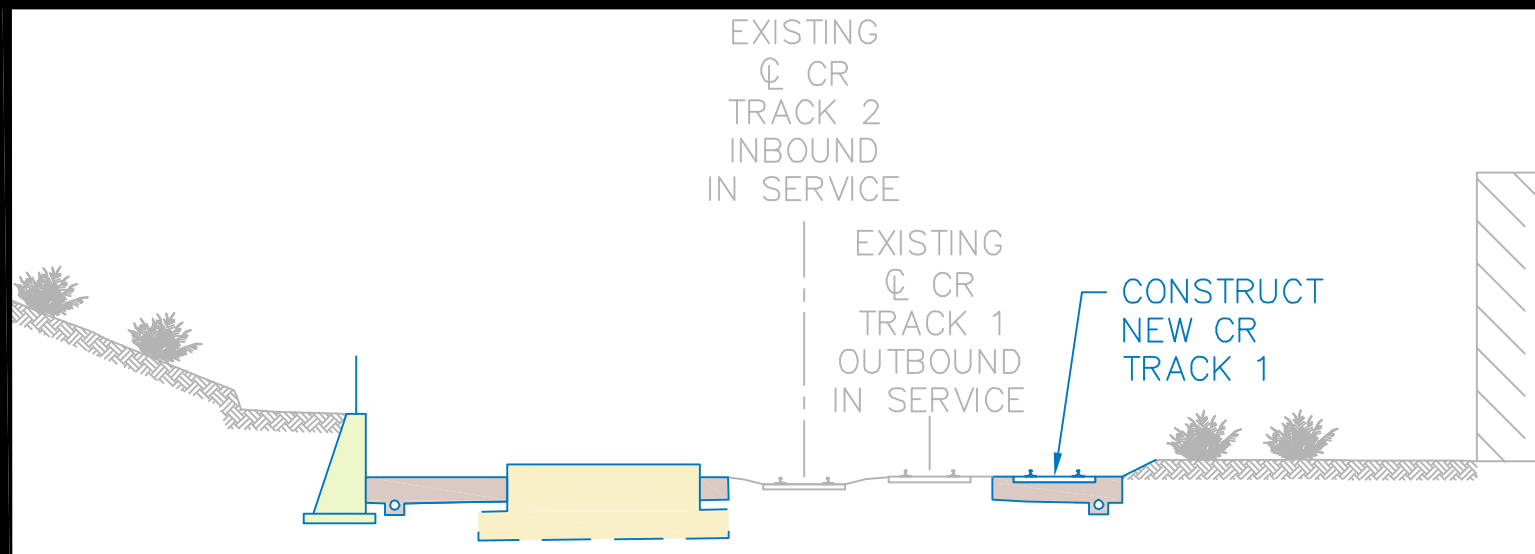 EXISTING
℄ CR
TRACK 2
INBOUND
IN SERVICE
EXISTING
℄ CR
TRACK 1
OUTBOUND
IN SERVICE
CONSTRUCT
NEW CR
TRACK 1